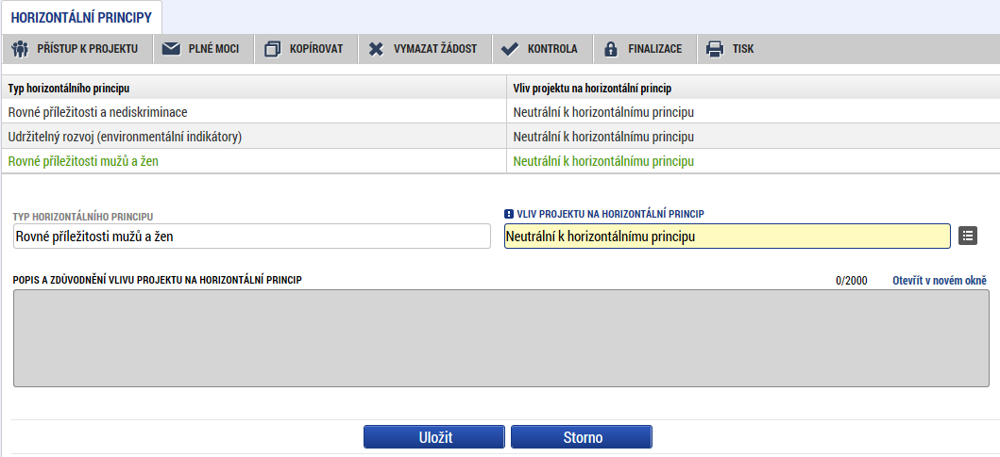 HORIZONTÁLNÍ PRINCIPY
PŘÍSTUP K PROJEKTU PLNÉ MOCI KOPÍROVAT VYMAZAT ŽÁDOST KONTROLA FINALIZACE TISK
Typ horizontálního principu Vliv projektu na horizontální princip
Rovné příležitosti a nediskriminace Neutrální k horizontálnímu principu
Udržitelný rozvoj (environmentální indikátory) Neutrální k horizontálnímu principu
Rovné příležitosti mužů a žen Neutrální k horizontálnímu principu
TYP HORIZONTÁLNÍHO PRINCIPU VLIV PROJEKTU NA HORIZONTÁLNÍ PRINCIP
Rovné příležitosti mužů a žen Neutrální k horizontálnímu principu
POPIS A ZDŮVODNĚNÍ VLIVU PROJEKTU NA HORIZONTÁLNÍ PRINCIP 0/2000 Otevřít v novém okně
Uložit Storno